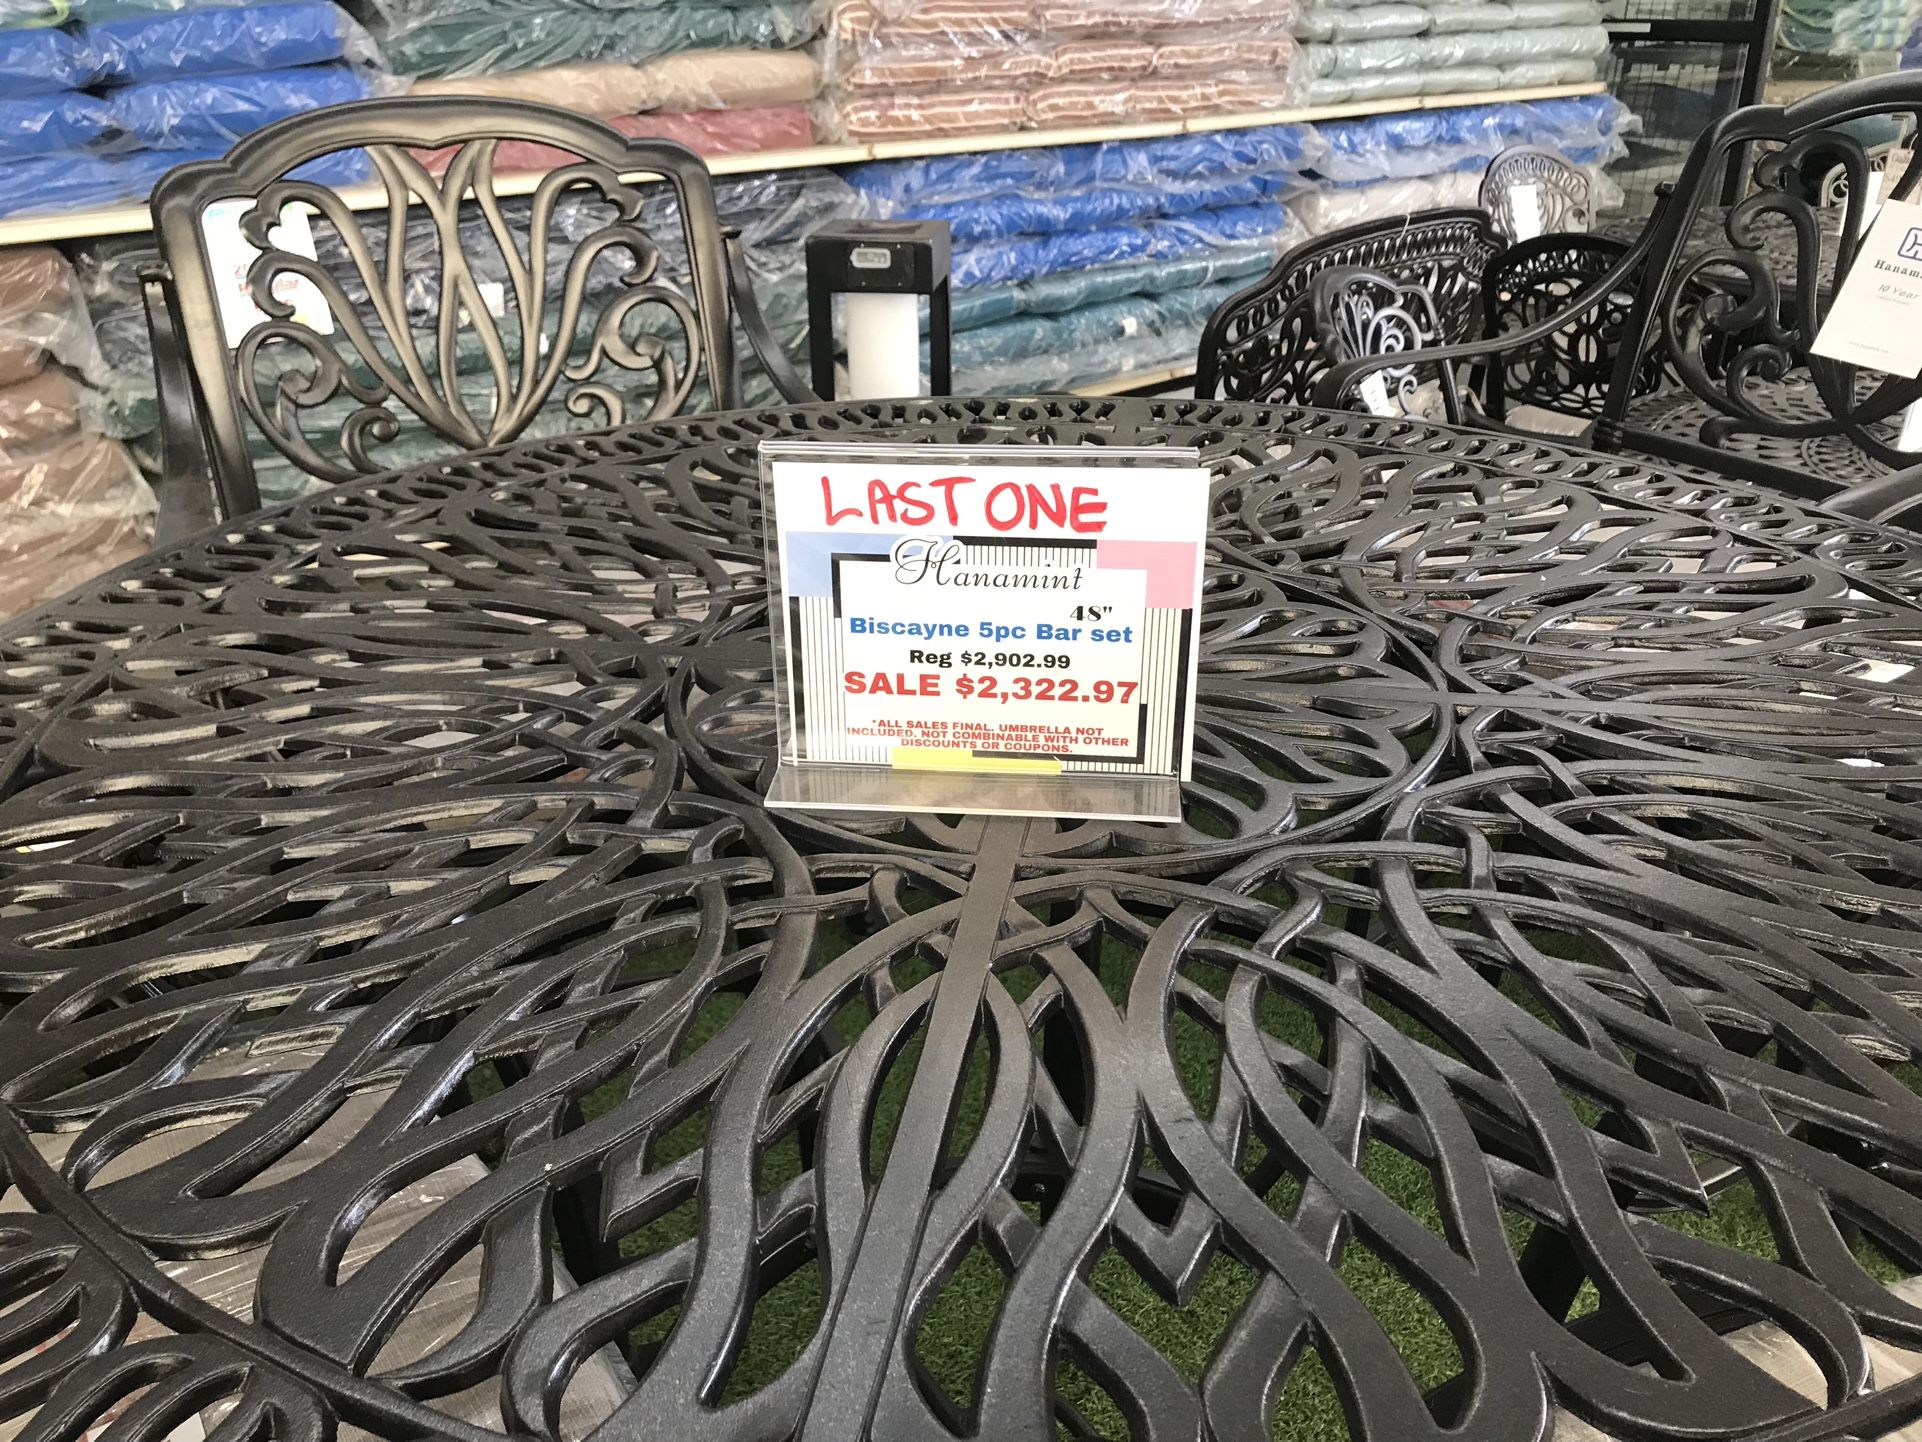 LAST ONE
Hanamint
48"
Biscayne 5pc Bar set
Reg $2,902.99
SALE $2,322.97
*ALL SALES FINAL. UMBRELLA NOT
INCLUDED. NOT COMBINABLE WITH OTHER
DISCOUNTS OR COUPONS.
10 Year